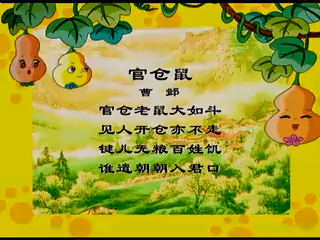 官仓鼠
曹 邺
官仓老鼠大如斗
见人开仓亦不走
健儿无粮百姓饥
谁遣朝朝入君口